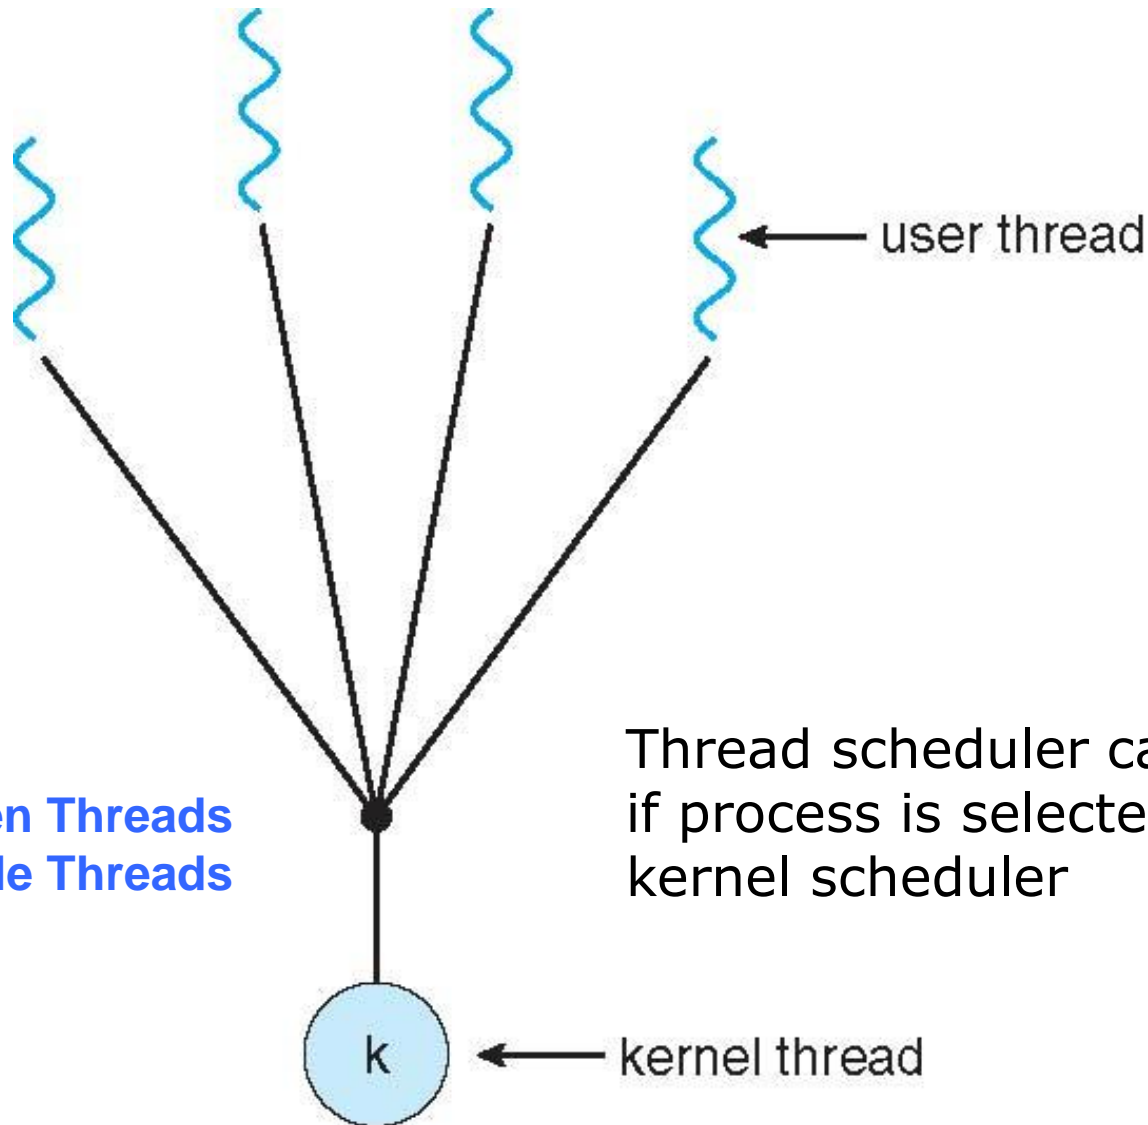 user thread
Thread scheduler ca
if process is selecte
kernel scheduler
en Threads
le Threads
k
kernel thread